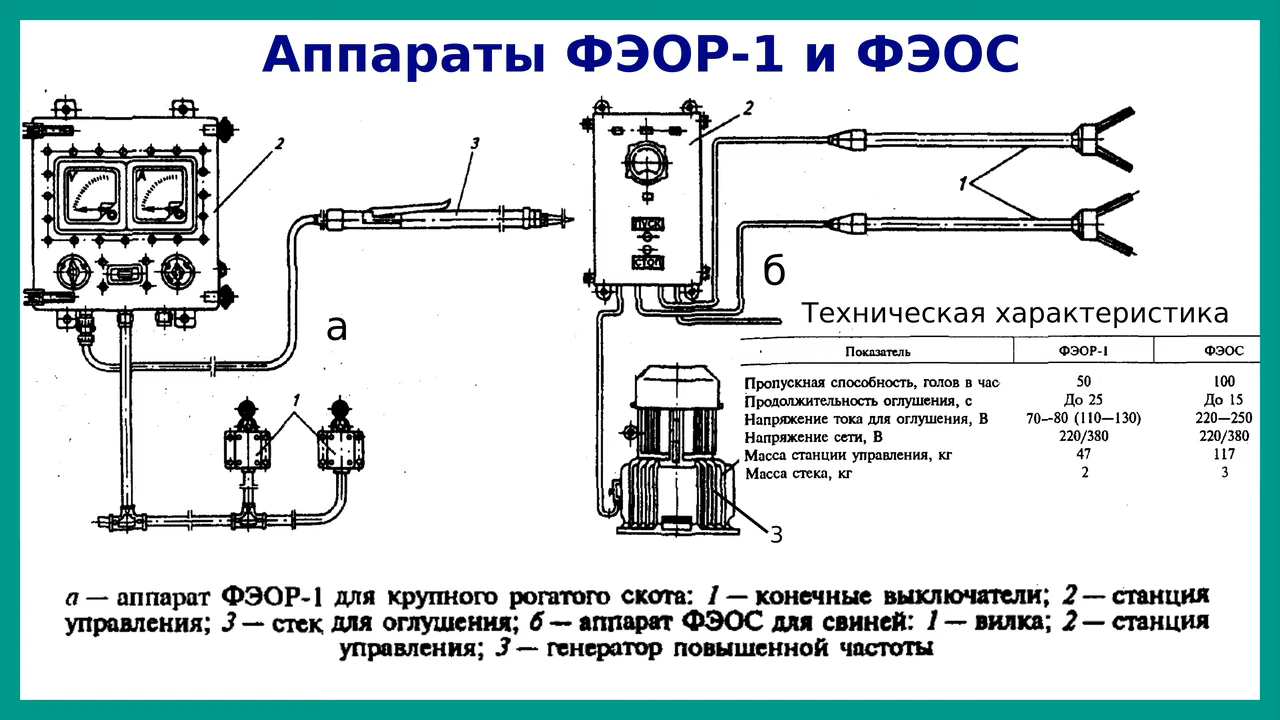 Аппараты ФЭОР-1 и ФЭОС
2
3
V
A
а
1
2
1
ПУСК
СТОП
б
3
Техническая характеристика
Показатель ФЭОР-1 ФЭОС
Пропускная способность, голов в час 50 100
Продолжительность оглушения, с До 25 До 15
Напряжение тока для оглушения, В 70—80 (110—130) 220—250
Напряжение сети, В 220/380 220/380
Масса станции управления, кг 47 117
Масса стека, кг 2 3
а — аппарат ФЭОР-1 для крупного рогатого скота: 1 — конечные выключатели; 2 — станция
управления; 3 — стек для оглушения; б — аппарат ФЭОС для свиней: 1 — вилка; 2 — станция
управления; 3 — генератор повышенной частоты